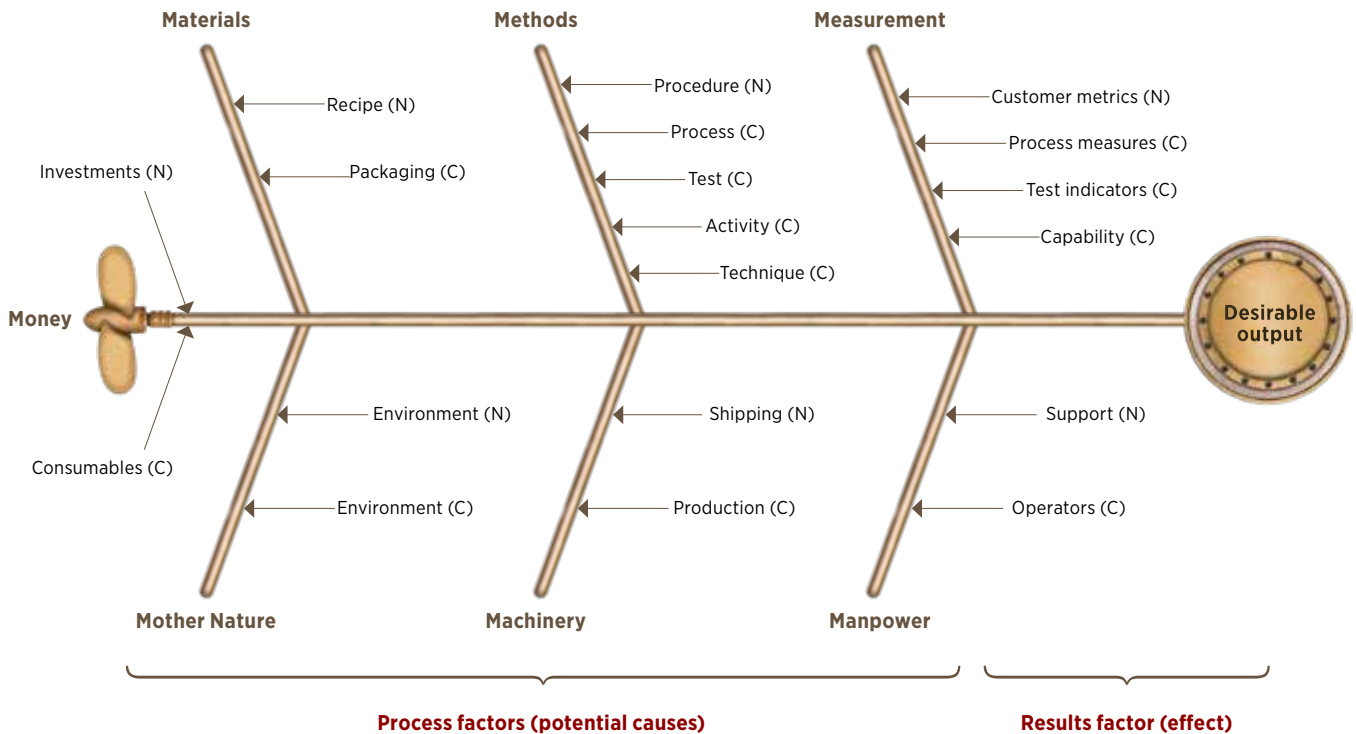 Materials
Methods
Measurement
Recipe (N)
Packaging (C)
Procedure (N)
Process (C)
Test (C)
Activity (C)
Technique (C)
Customer metrics (N)
Process measures (C)
Test indicators (C)
Capability (C)
Investments (N)
Money
Consumables (C)
Desirable
output
Environment (N)
Environment (C)
Shipping (N)
Production (C)
Support (N)
Operators (C)
Mother Nature
Machinery
Manpower
Process factors (potential causes)
Results factor (effect)